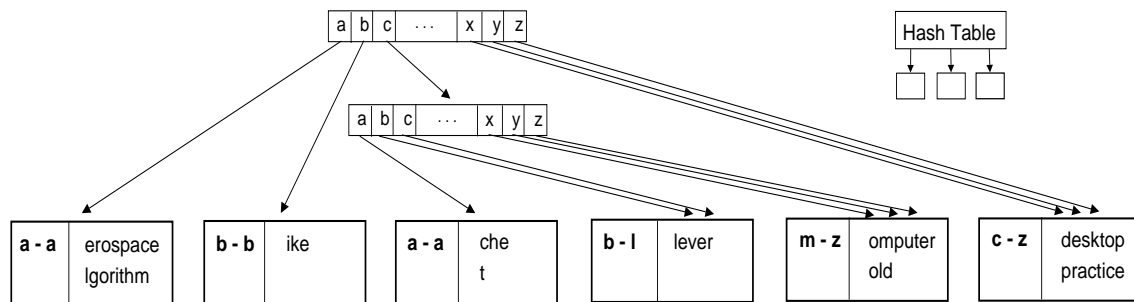 a b c ... x y z
Hash Table
a b c ... x y z
a - a erospace
lgorithm
b - b ike
a - a che
t
b - l lever
m - z omputer
old
c - z desktop
practice